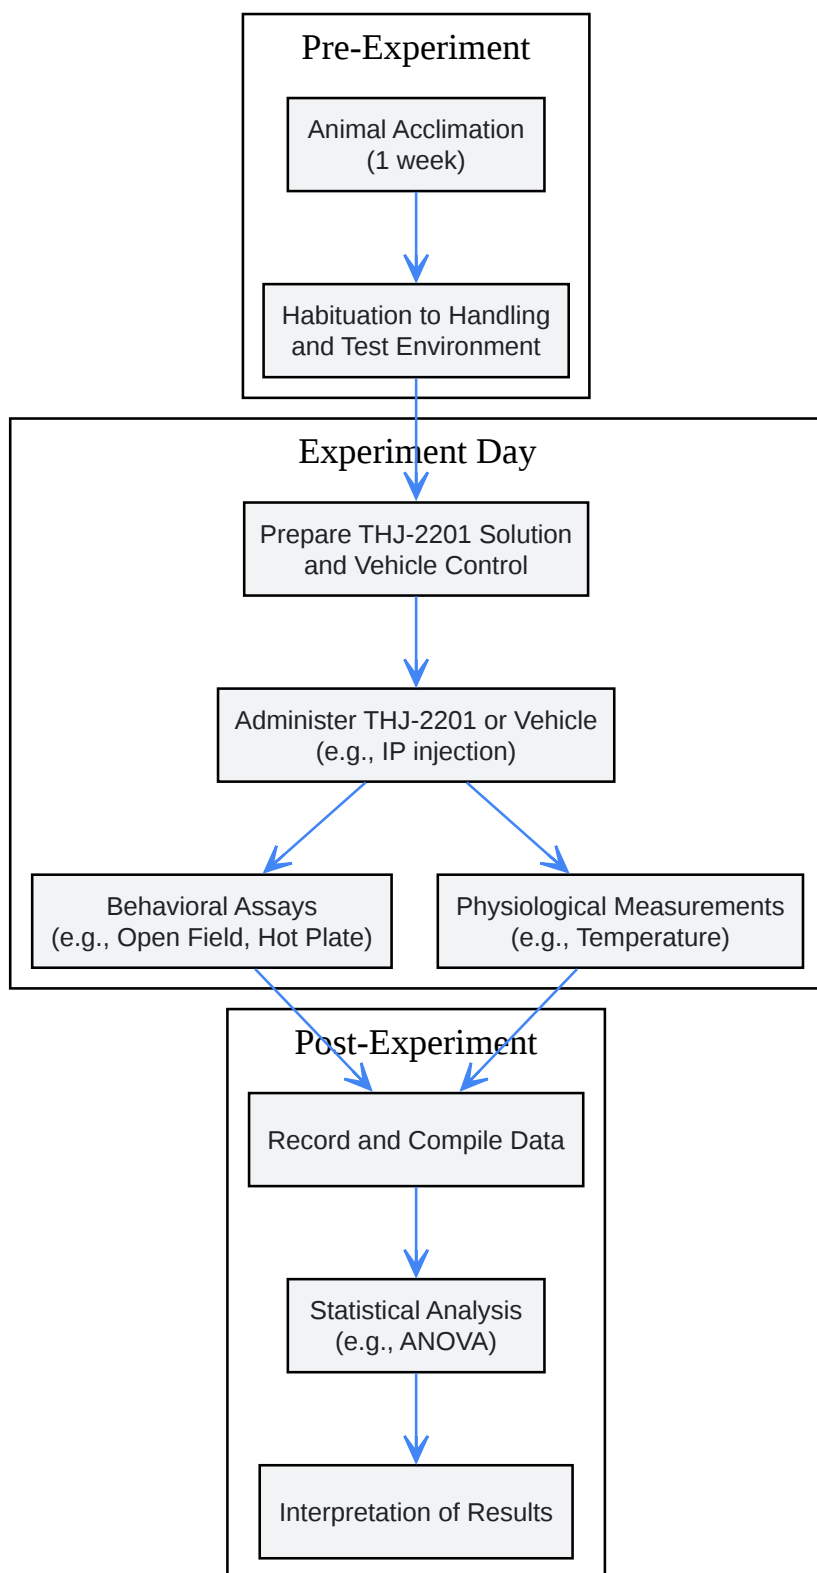 Pre-Experiment
Animal Acclimation
(1 week)
Habituation to Handling
and Test Environment
Experiment Day
Prepare THJ-2201 Solution
and Vehicle Control
Administer THJ-2201 or Vehicle
(e.g., IP injection)
Behavioral Assays
(e.g., Open Field, Hot Plate)
Physiological Measurements
(e.g., Temperature)
Post-Experiment
Record and Compile Data
Statistical Analysis
(e.g., ANOVA)
Interpretation of Results